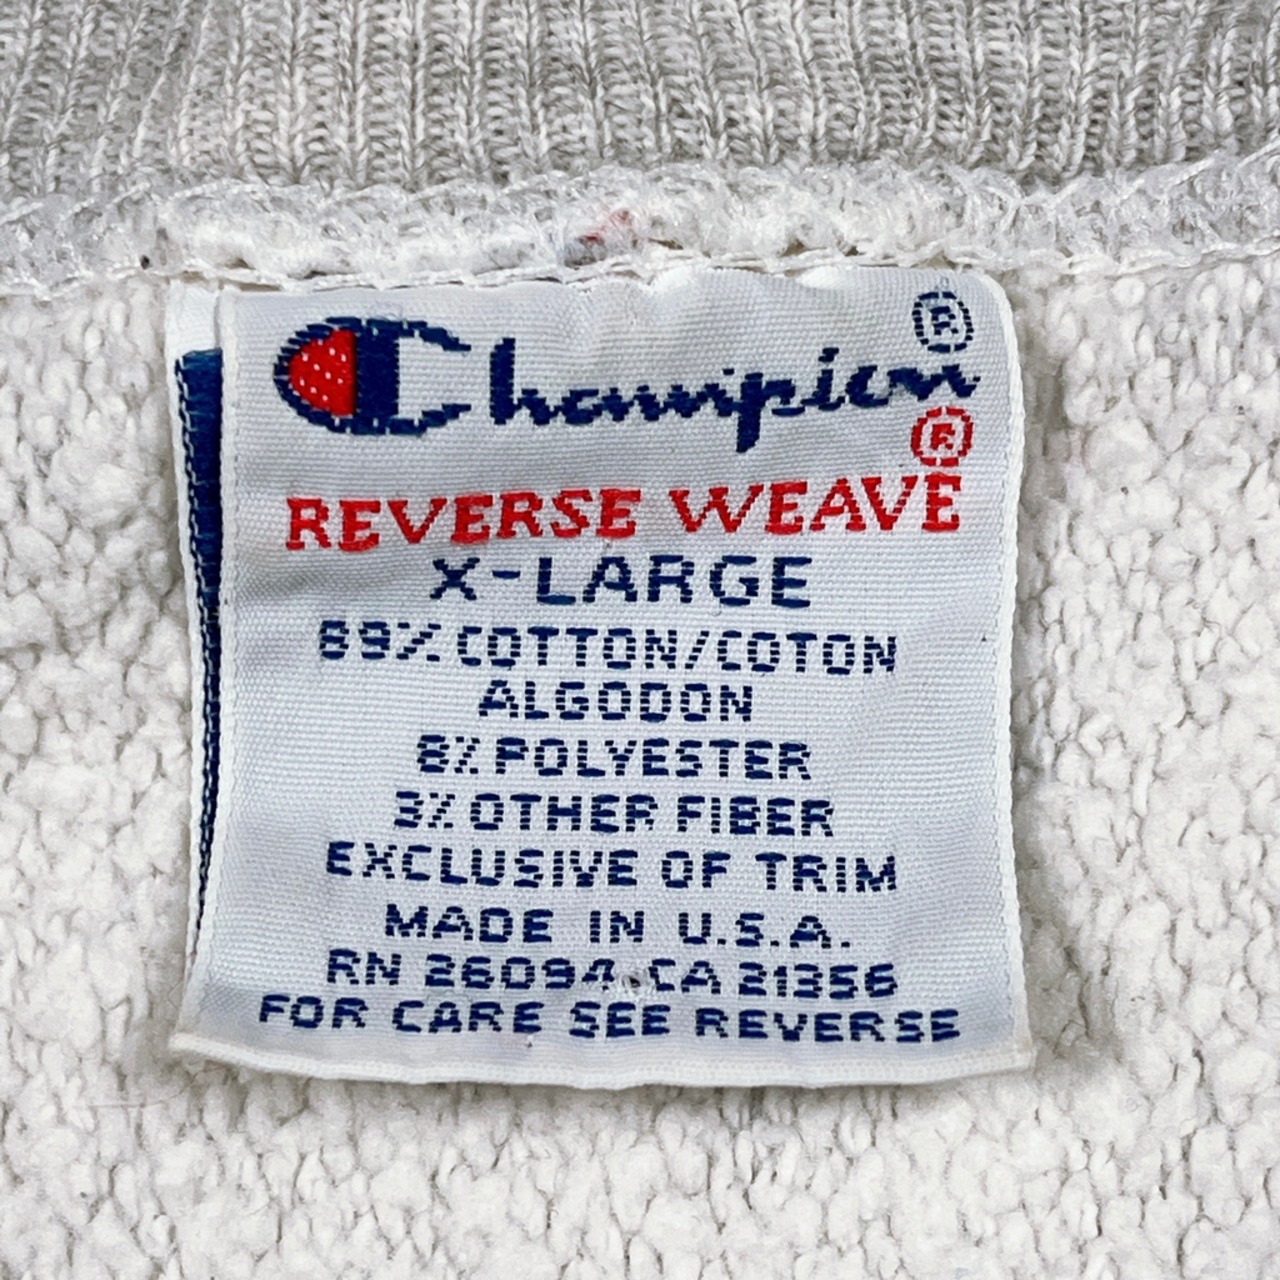 Champion®
REVERSE WEAVE®
X-LARGE
89% COTTON/COTON
ALGODON
8% POLYESTER
3% OTHER FIBER
EXCLUSIVE OF TRIM
MADE IN U.S.A.
RN 26094 CA 21356
FOR CARE SEE REVERSE